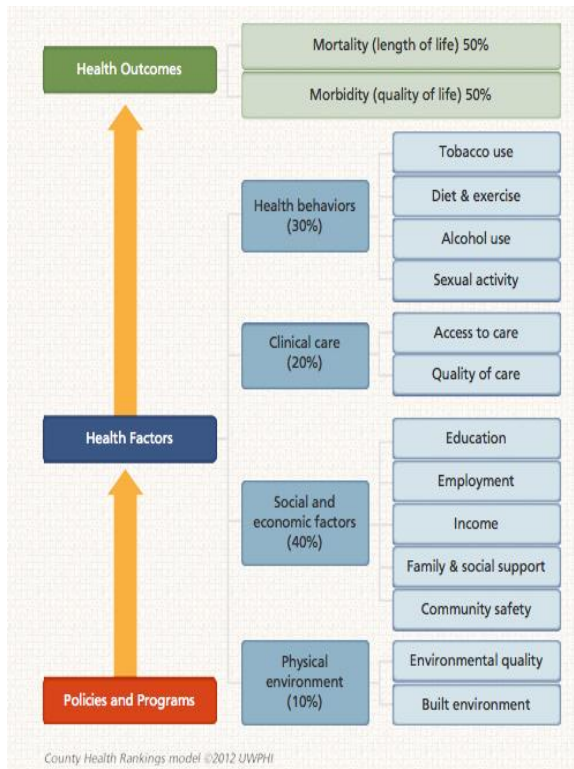 Health Outcomes
Mortality (length of life) 50%
Morbidity (quality of life) 50%
Health behaviors
(30%)
Tobacco use
Diet & exercise
Alcohol use
Sexual activity
Clinical care
(20%)
Access to care
Quality of care
Health Factors
Social and
economic factors
(40%)
Education
Employment
Income
Family & social support
Community safety
Physical
environment
(10%)
Environmental quality
Built environment
Policies and Programs
County Health Rankings model ©2012 UWPHI